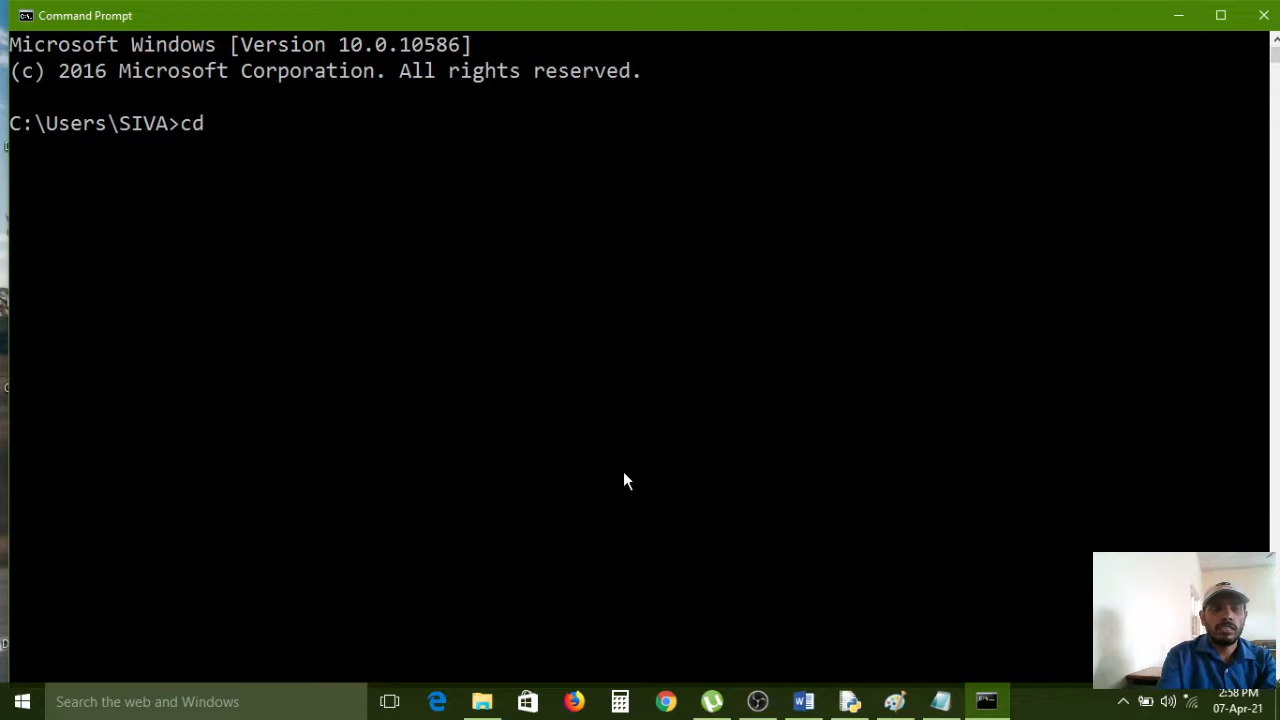 Command Prompt
Microsoft Windows [Version 10.0.10586]
(c) 2016 Microsoft Corporation. All rights reserved.
C:\Users\SIVA>cd
Search the web and Windows
2:58 PM
07-Apr-21